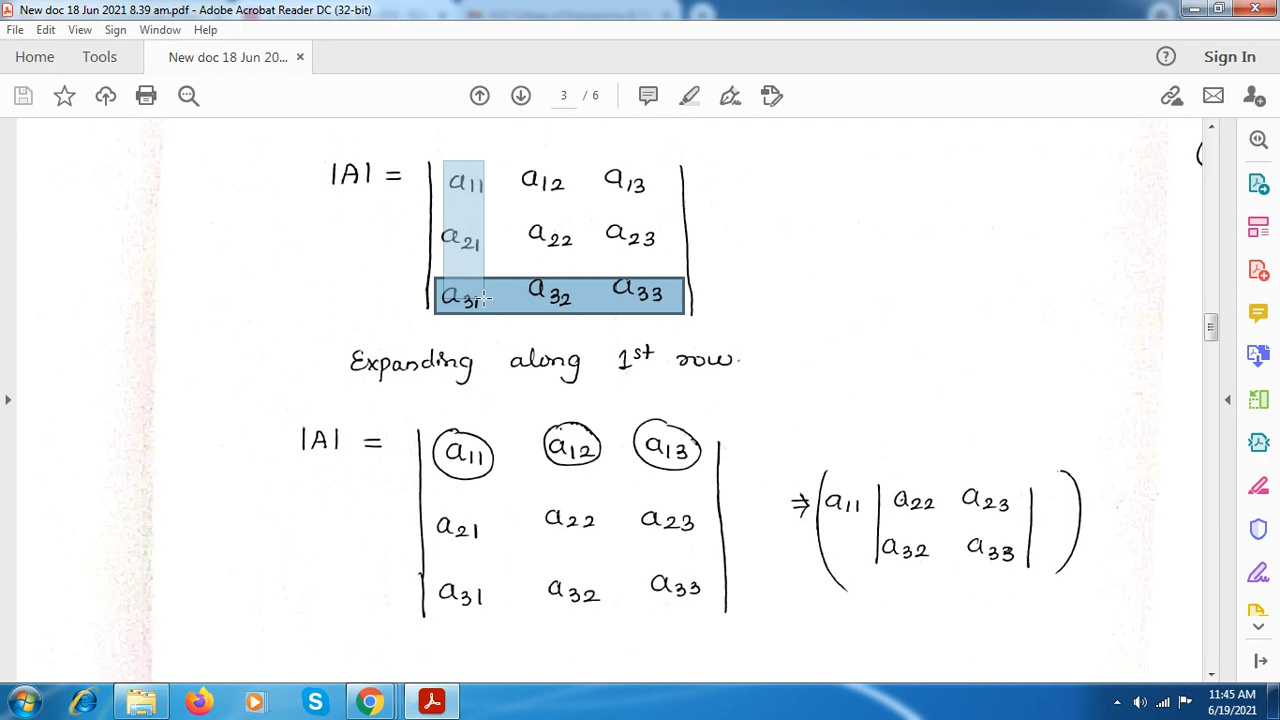 New doc 18 Jun 2021 8.39 am.pdf - Adobe Acrobat Reader DC (32-bit)
File Edit View Sign Window Help
Home Tools New doc 18 Jun 20... × Sign In
3 / 6
|A| = | a11 a12 a13 |
a21 a22 a23
a31 a32 a33
Expanding along 1st row.
|A| = | a11 a12 a13 |
a21 a22 a23
a31 a32 a33
⇒ ( a11 | a22 a23 | )
a32 a33
11:45 AM
6/19/2021